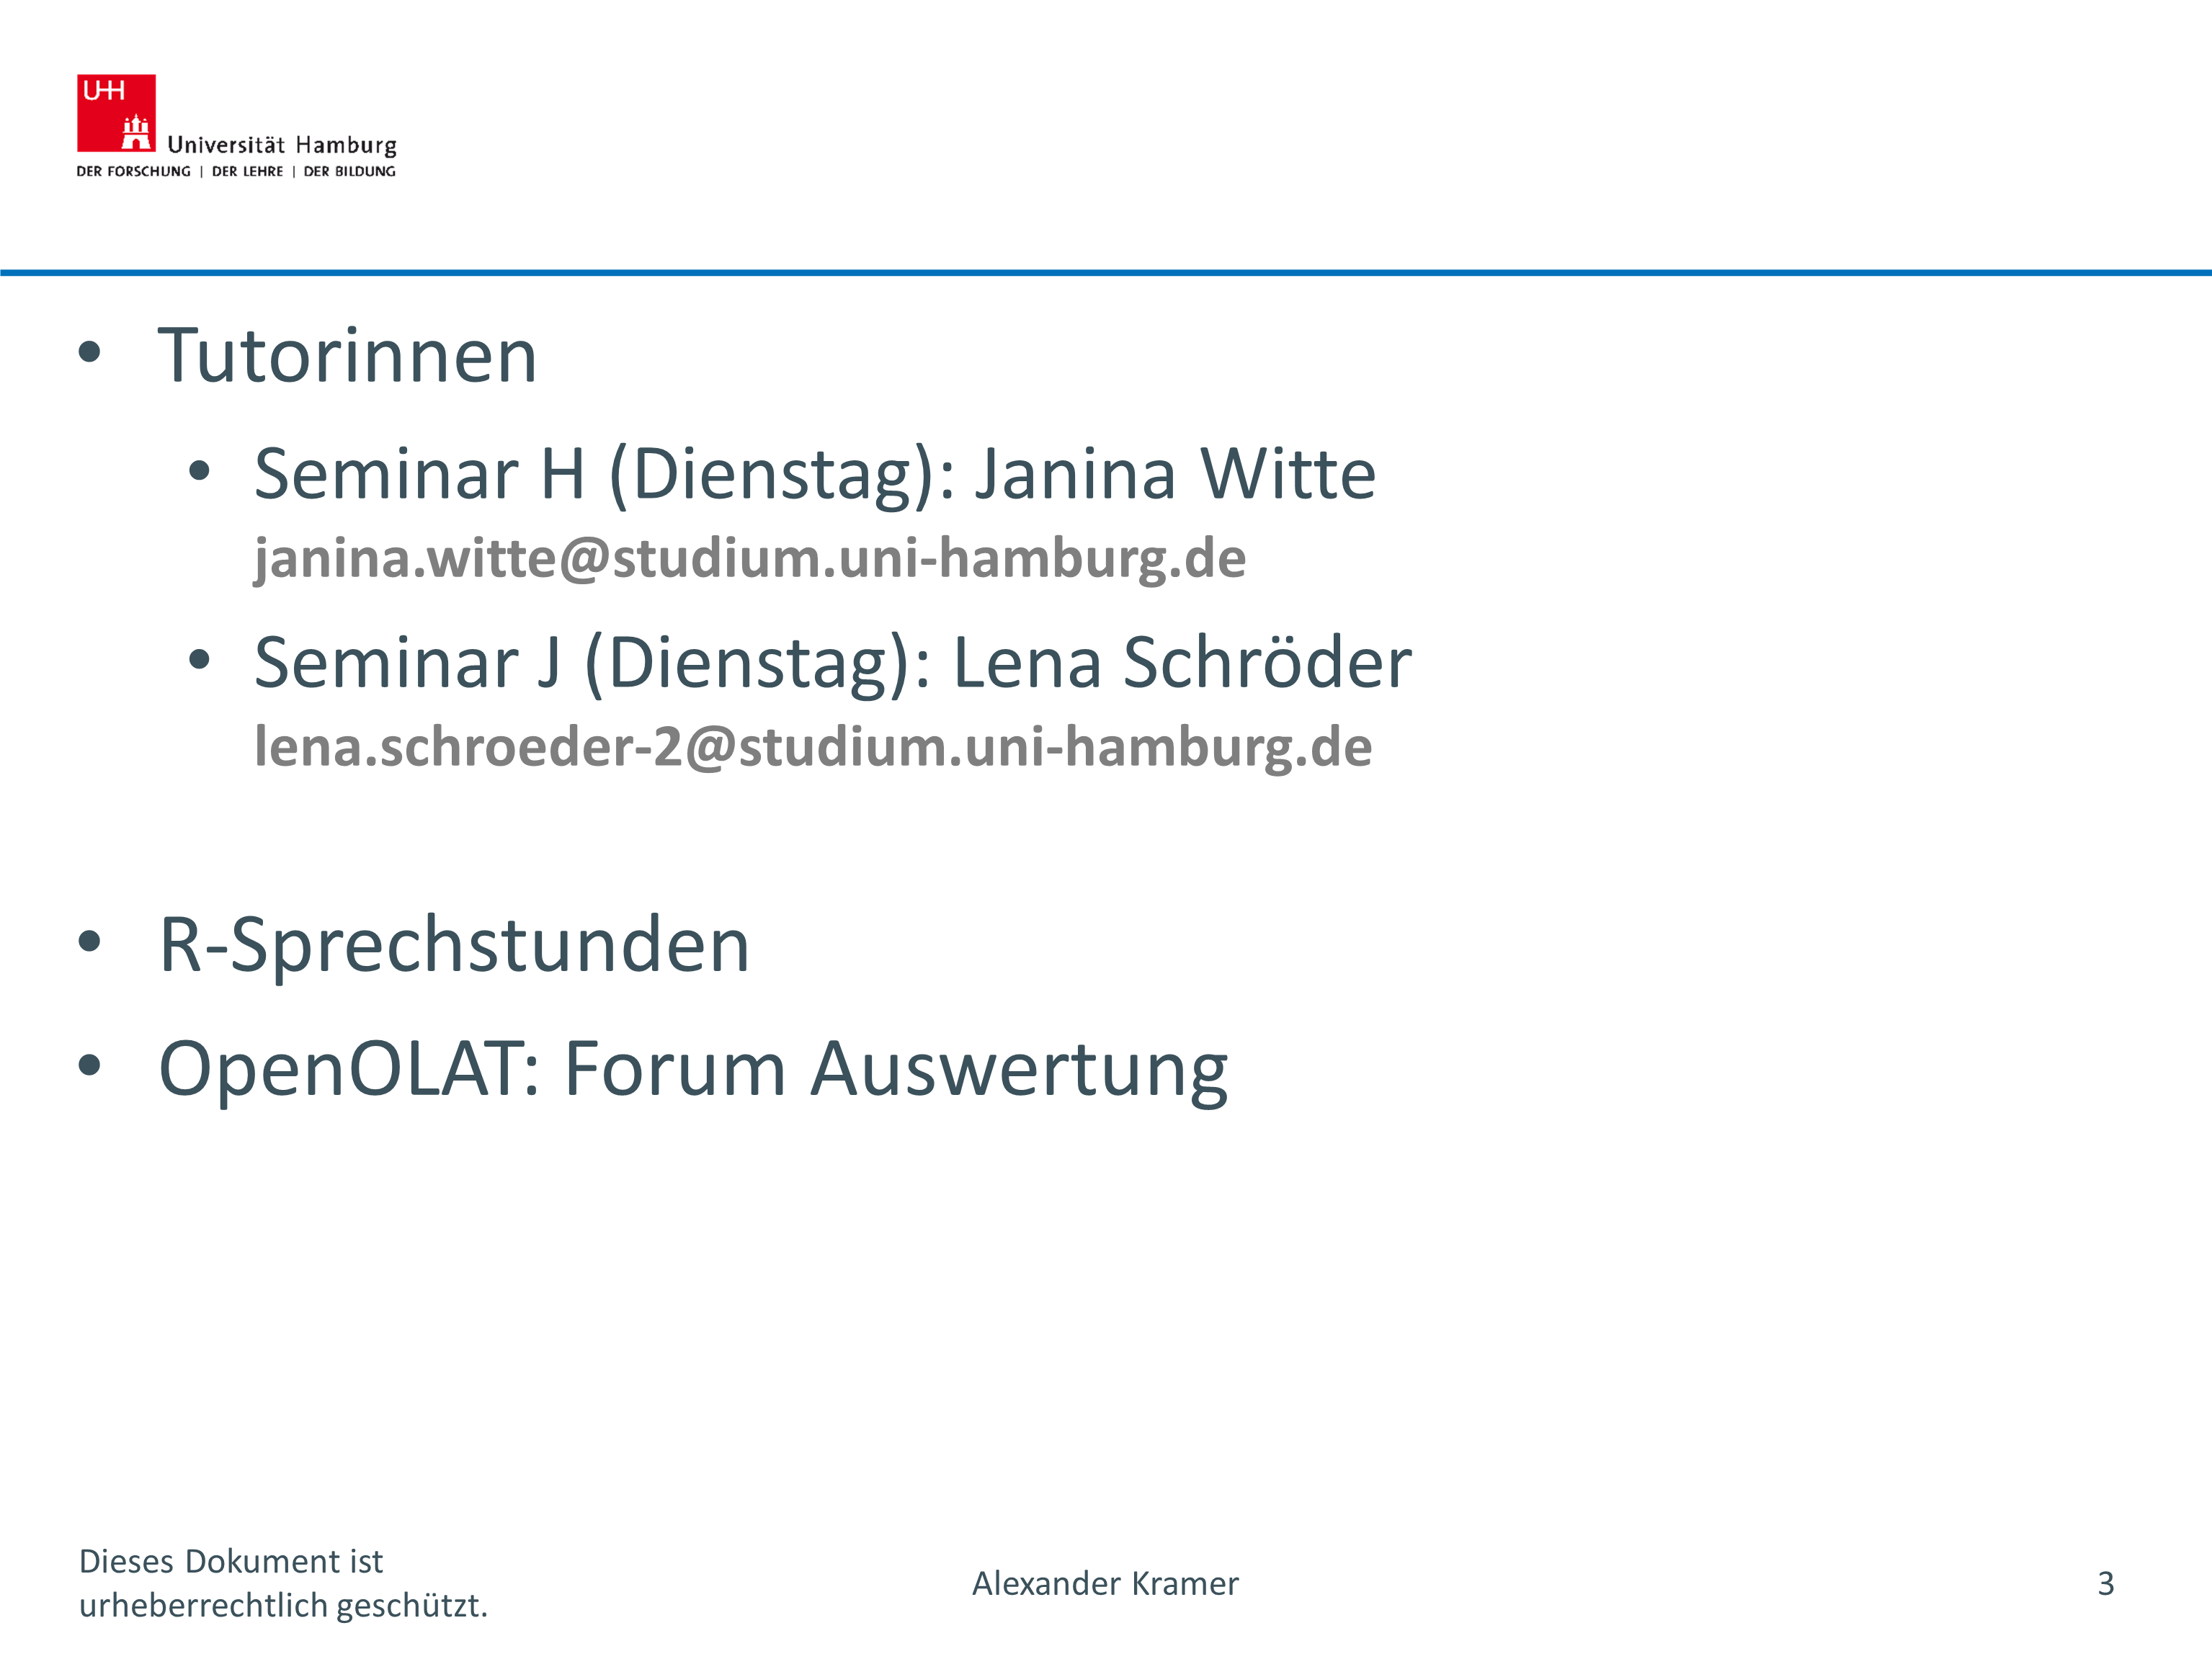 UHH
Universität Hamburg
DER FORSCHUNG | DER LEHRE | DER BILDUNG
• Tutorinnen
• Seminar H (Dienstag): Janina Witte
janina.witte@studium.uni-hamburg.de
• Seminar J (Dienstag): Lena Schröder
lena.schroeder-2@studium.uni-hamburg.de
• R-Sprechstunden
• OpenOLAT: Forum Auswertung
Dieses Dokument ist
urheberrechtlich geschützt.
Alexander Kramer
3